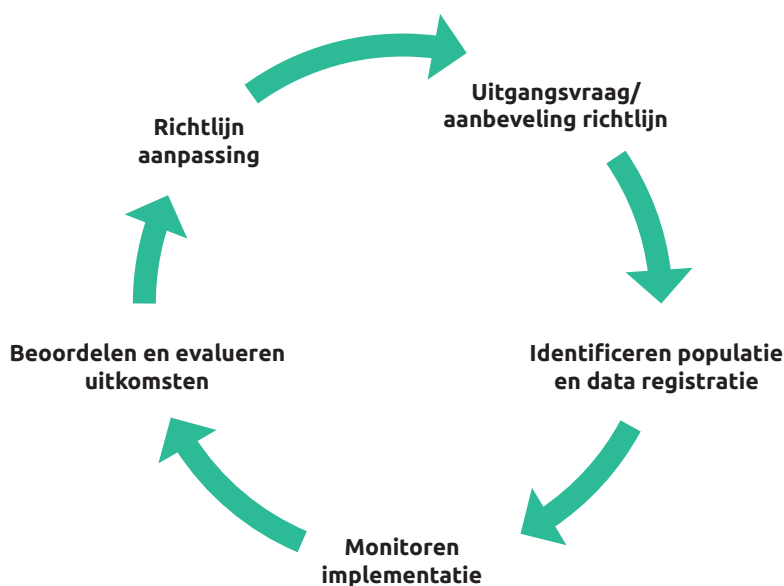 Uitgangsvraag/
aanbeveling richtlijn
Identificeren populatie
en data registratie
Monitoren
implementatie
Beoordelen en evalueren
uitkomsten
Richtlijn
aanpassing